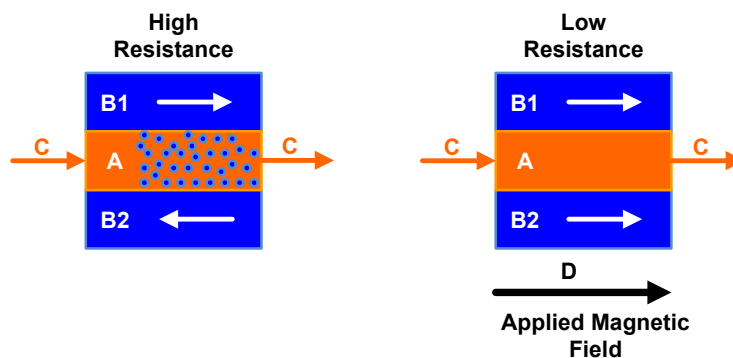 High
Resistance
B1
C
A
C
B2
Low
Resistance
B1
C
A
C
B2
D
Applied Magnetic
Field